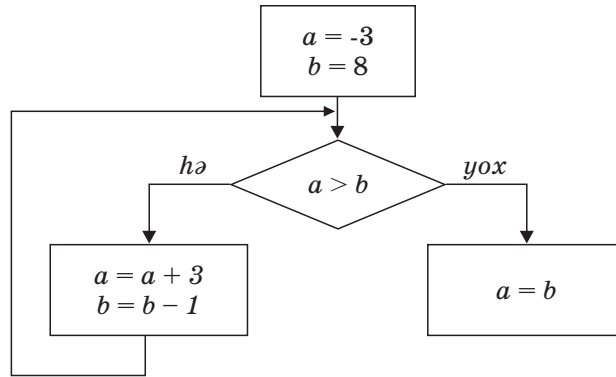 a = -3
b = 8
hə
a > b
yox
a = a + 3
b = b – 1
a = b